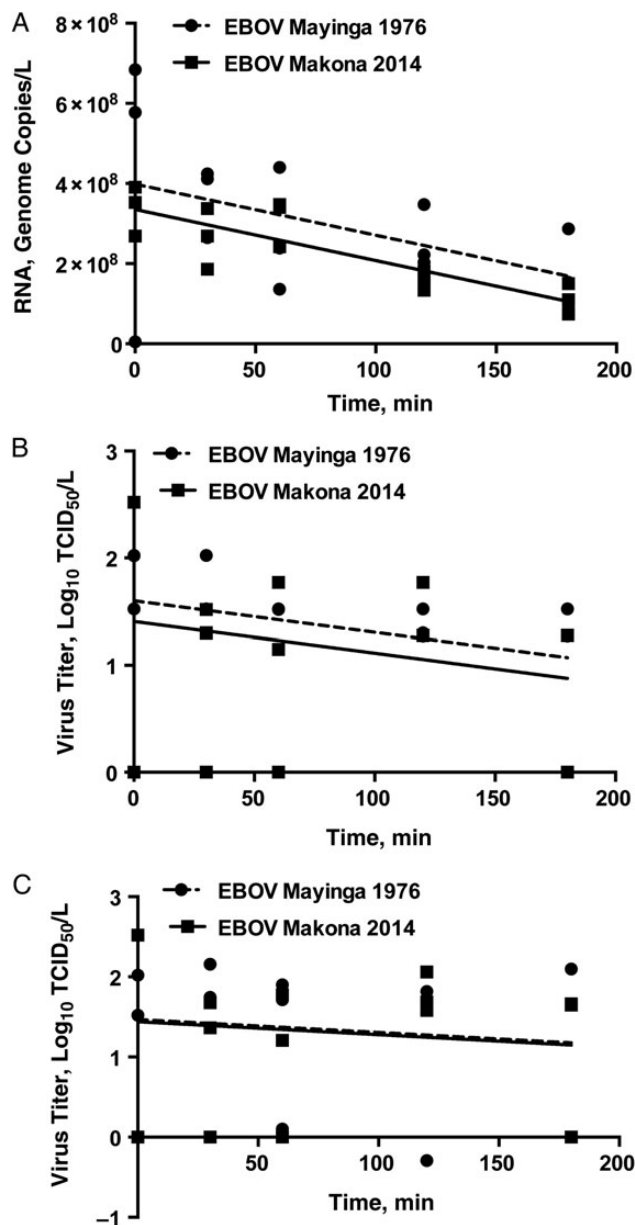 A
8 × 10⁸
EBOV Mayinga 1976
EBOV Makona 2014
6 × 10⁸
4 × 10⁸
2 × 10⁸
0
RNA, Genome Copies/L
0 50 100 150 200
Time, min
B
3
EBOV Mayinga 1976
EBOV Makona 2014
2
1
0
Virus Titer, Log₁₀ TCID₅₀/L
0 50 100 150 200
Time, min
C
3
EBOV Mayinga 1976
EBOV Makona 2014
2
1
0
−1
Virus Titer, Log₁₀ TCID₅₀/L
50 100 150 200
Time, min